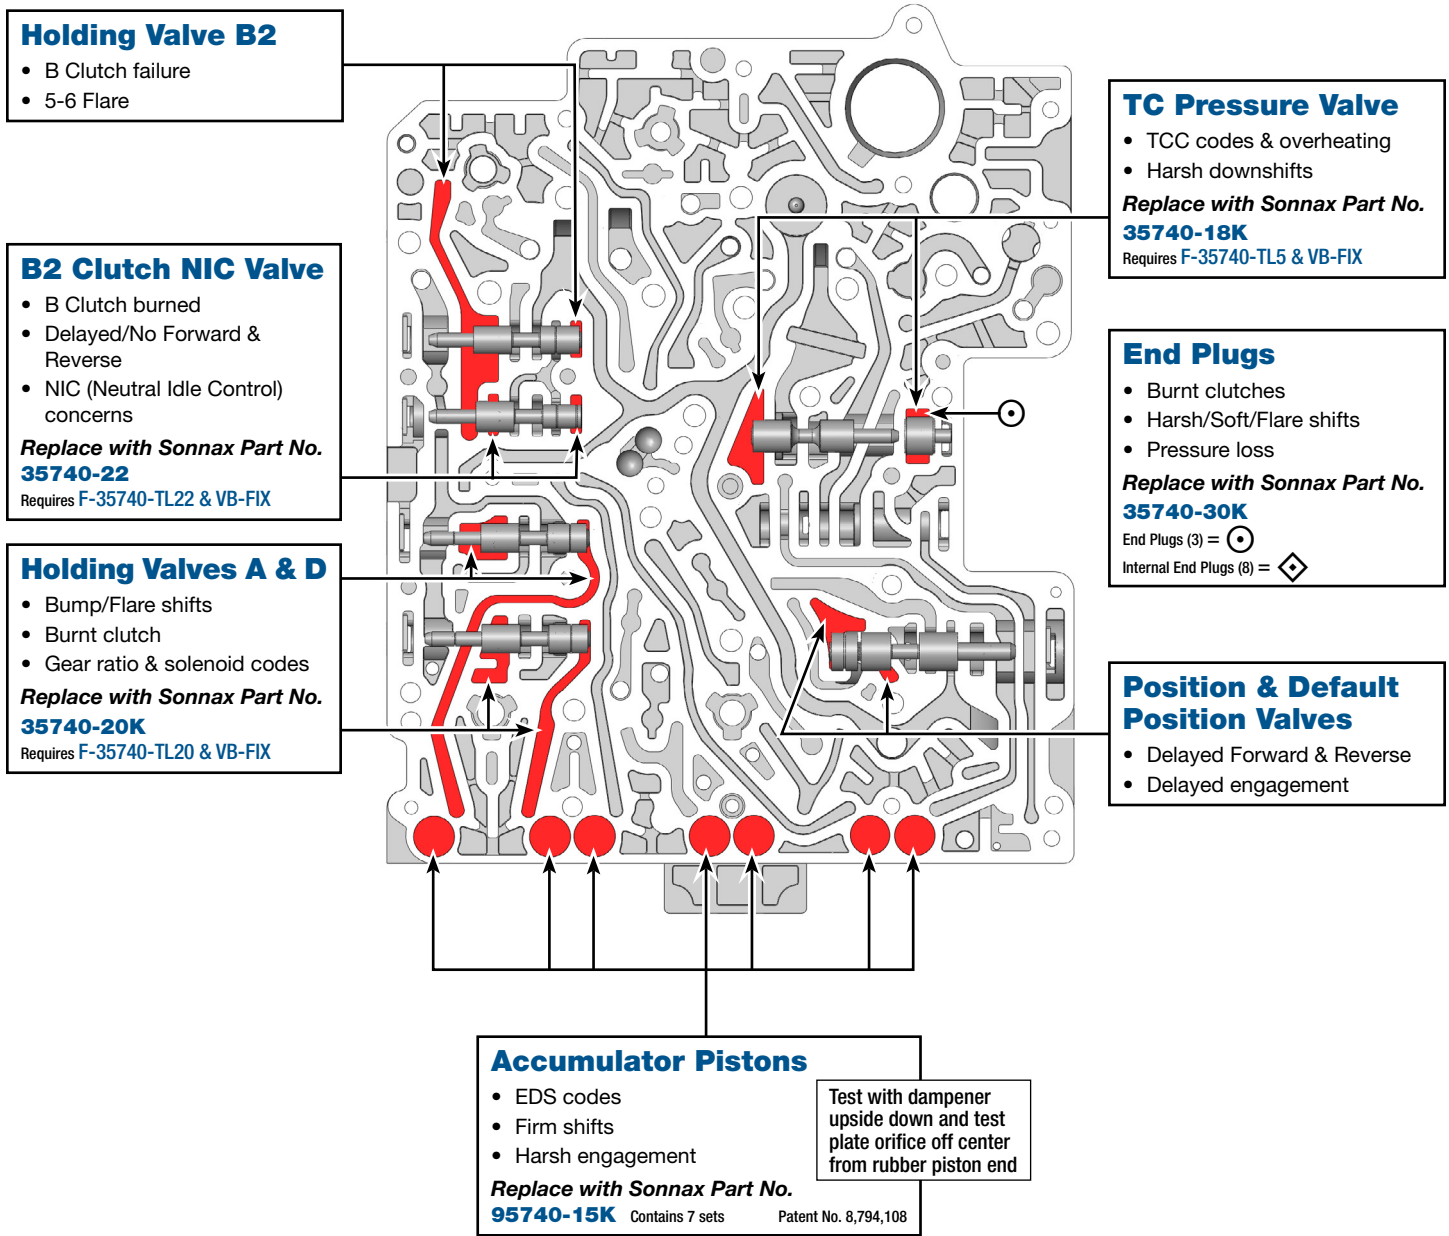 Holding Valve B2
• B Clutch failure
• 5-6 Flare
B2 Clutch NIC Valve
• B Clutch burned
• Delayed/No Forward &
Reverse
• NIC (Neutral Idle Control)
concerns
Replace with Sonnax Part No.
35740-22
Requires F-35740-TL22 & VB-FIX
Holding Valves A & D
• Bump/Flare shifts
• Burnt clutch
• Gear ratio & solenoid codes
Replace with Sonnax Part No.
35740-20K
Requires F-35740-TL20 & VB-FIX
TC Pressure Valve
• TCC codes & overheating
• Harsh downshifts
Replace with Sonnax Part No.
35740-18K
Requires F-35740-TL5 & VB-FIX
End Plugs
• Burnt clutches
• Harsh/Soft/Flare shifts
• Pressure loss
Replace with Sonnax Part No.
35740-30K
End Plugs (3) =
Internal End Plugs (8) =
Position & Default
Position Valves
• Delayed Forward & Reverse
• Delayed engagement
Accumulator Pistons
• EDS codes
• Firm shifts
• Harsh engagement
Replace with Sonnax Part No.
95740-15K Contains 7 sets Patent No. 8,794,108
Test with dampener
upside down and test
plate orifice off center
from rubber piston end